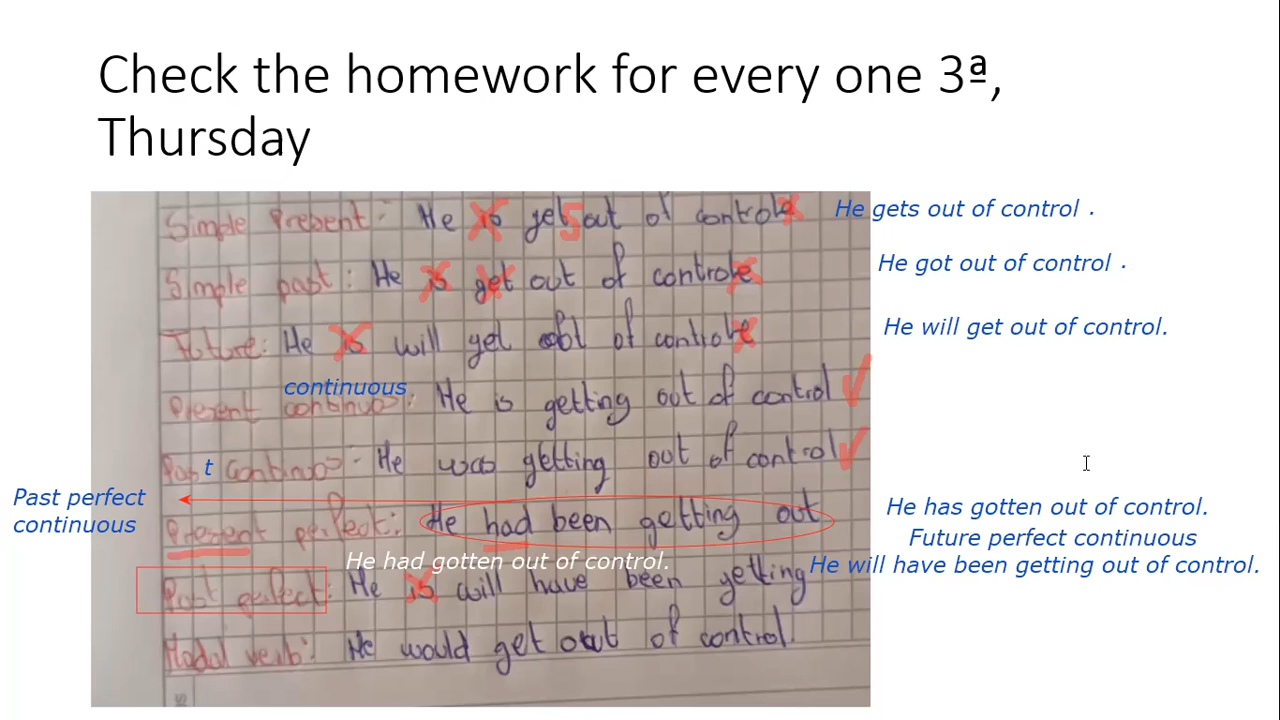 Check the homework for every one 3ª,
Thursday
Simple Present: He is get s out of controle
He gets out of control .
Simple past: He is get out of controle
He got out of control .
Future: He is will get out of controle
He will get out of control.
continuous
Present continuos: He is getting out of control
Past t continuos: He was getting out of control
Past perfect
continuous
Present perfect: He had been getting out
He has gotten out of control.
Future perfect continuous
He had gotten out of control.
He will have been getting out of control.
Past perfect: He is will have been getting
Modal verb: He would get out of control.